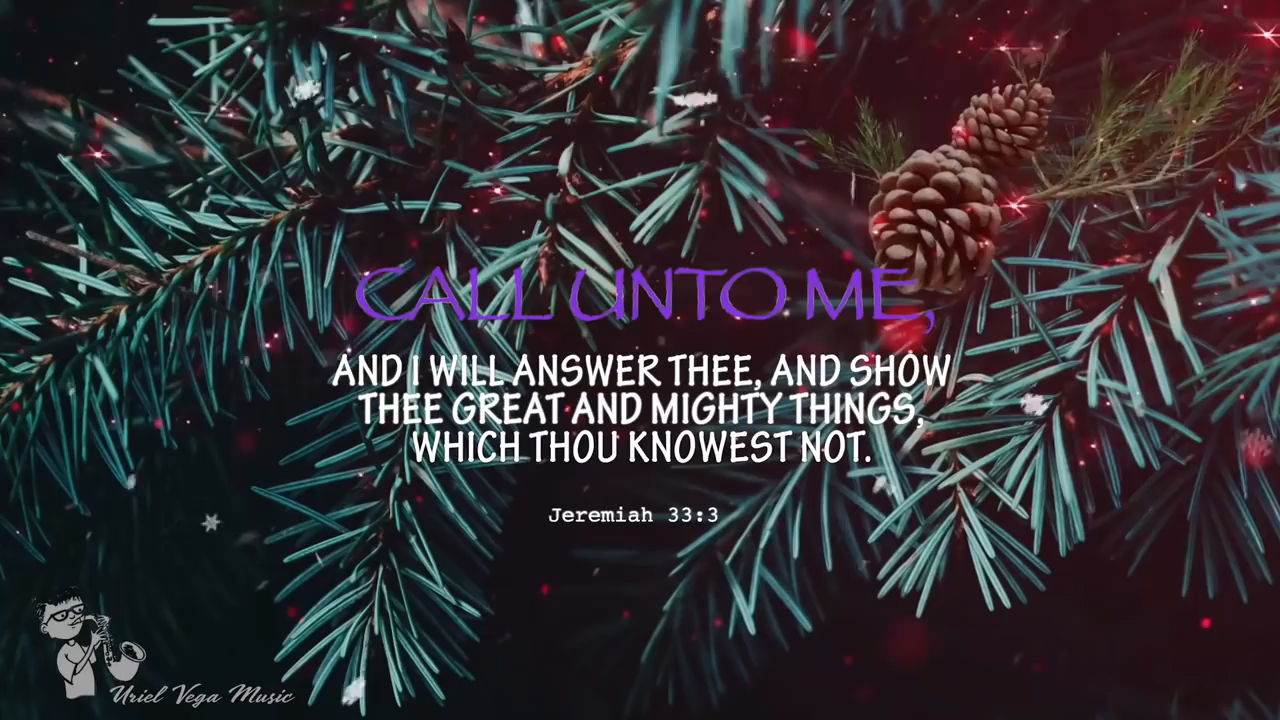 CALL UNTO ME,
AND I WILL ANSWER THEE, AND SHOW
THEE GREAT AND MIGHTY THINGS,
WHICH THOU KNOWEST NOT.
Jeremiah 33:3
Uriel Vega Music